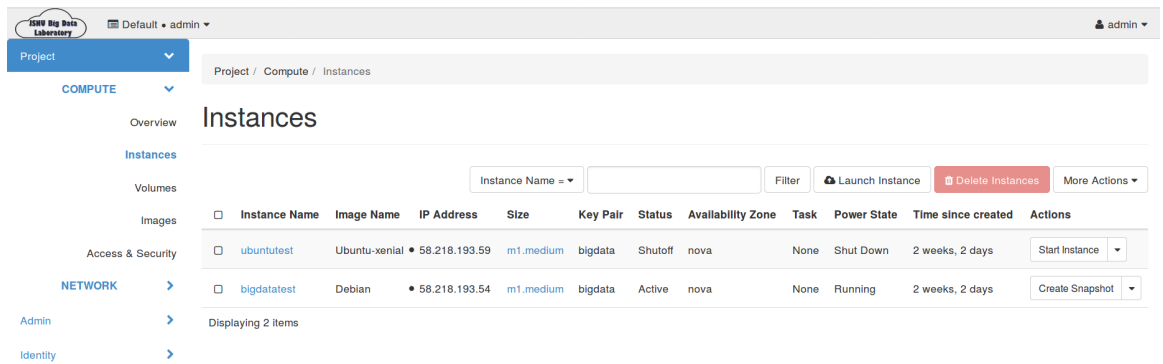 JSNU Big Data
Laboratory
Default • admin
admin
Project
COMPUTE
Overview
Instances
Volumes
Images
Access & Security
NETWORK
Admin
Identity
Project / Compute / Instances
Instances
Instance Name = Filter Launch Instance Delete Instances More Actions
Instance Name Image Name IP Address Size Key Pair Status Availability Zone Task Power State Time since created Actions
ubuntutest Ubuntu-xenial • 58.218.193.59 m1.medium bigdata Shutoff nova None Shut Down 2 weeks, 2 days Start Instance
bigdatatest Debian • 58.218.193.54 m1.medium bigdata Active nova None Running 2 weeks, 2 days Create Snapshot
Displaying 2 items